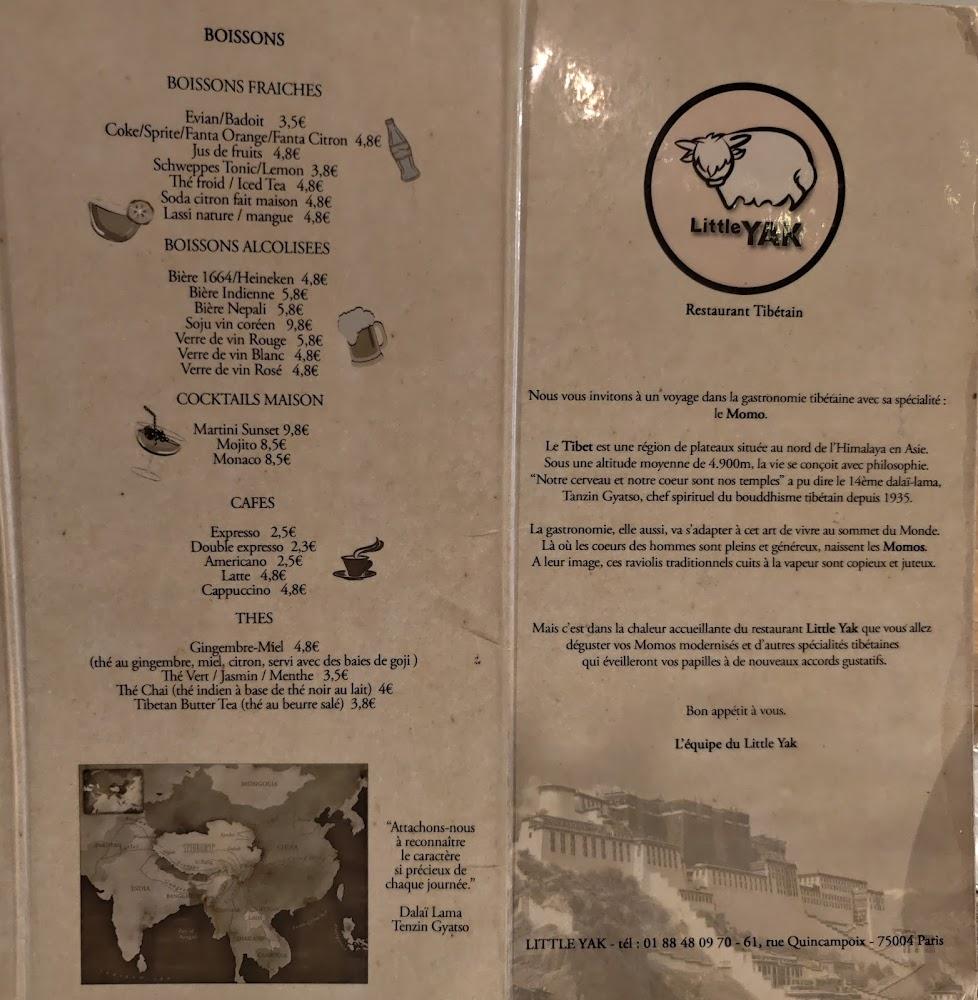 BOISSONS
BOISSONS FRAICHES
Evian/Badoit 3,5€
Coke/Sprite/Fanta Orange/Fanta Citron 4,8€
Jus de fruits 4,8€
Schweppes Tonic/Lemon 3,8€
Thé froid / Iced Tea 4,8€
Soda citron fait maison 4,8€
Lassi nature / mangue 4,8€
BOISSONS ALCOLISEES
Bière 1664/Heineken 4,8€
Bière Indienne 5,8€
Bière Nepali 5,8€
Soju vin coréen 9,8€
Verre de vin Rouge 5,8€
Verre de vin Blanc 4,8€
Verre de vin Rosé 4,8€
COCKTAILS MAISON
Martini Sunset 9,8€
Mojito 8,5€
Monaco 8,5€
CAFES
Expresso 2,5€
Double expresso 2,3€
Americano 2,5€
Latte 4,8€
Cappuccino 4,8€
THES
Gingembre-Miel 4,8€
(thé au gingembre, miel, citron, servi avec des baies de goji )
Thé Vert / Jasmin / Menthe 3,5€
Thé Chai (thé indien à base de thé noir au lait) 4€
Tibetan Butter Tea (thé au beurre salé) 3,8€
MONGOLIA
CHINA
INDIA
"Attachons-nous
à reconnaître
le caractère
si précieux de
chaque journée."
Dalaï Lama
Tenzin Gyatso
Little YAK
Restaurant Tibétain
Nous vous invitons à un voyage dans la gastronomie tibétaine avec sa spécialité :
le Momo.
Le Tibet est une région de plateaux située au nord de l'Himalaya en Asie.
Sous une altitude moyenne de 4.900m, la vie se conçoit avec philosophie.
"Notre cerveau et notre coeur sont nos temples" a pu dire le 14ème dalaï-lama,
Tanzin Gyatso, chef spirituel du bouddhisme tibétain depuis 1935.
La gastronomie, elle aussi, va s'adapter à cet art de vivre au sommet du Monde.
Là où les coeurs des hommes sont pleins et généreux, naissent les Momos.
A leur image, ces raviolis traditionnels cuits à la vapeur sont copieux et juteux.
Mais c'est dans la chaleur accueillante du restaurant Little Yak que vous allez
déguster vos Momos modernisés et d'autres spécialités tibétaines
qui éveilleront vos papilles à de nouveaux accords gustatifs.
Bon appétit à vous.
L'équipe du Little Yak
LITTLE YAK - tél : 01 88 48 09 70 - 61, rue Quincampoix - 75004 Paris